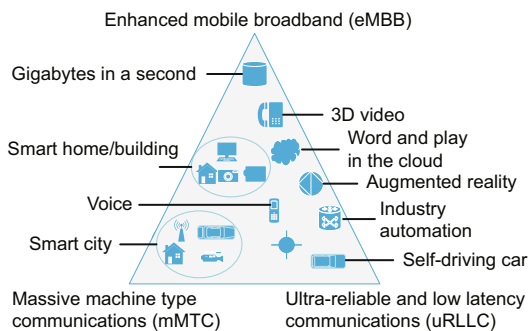 Enhanced mobile broadband (eMBB)
Gigabytes in a second
3D video
Smart home/building
Word and play
in the cloud
Augmented reality
Voice
Industry
automation
Smart city
Self-driving car
Massive machine type
communications (mMTC)
Ultra-reliable and low latency
communications (uRLLC)